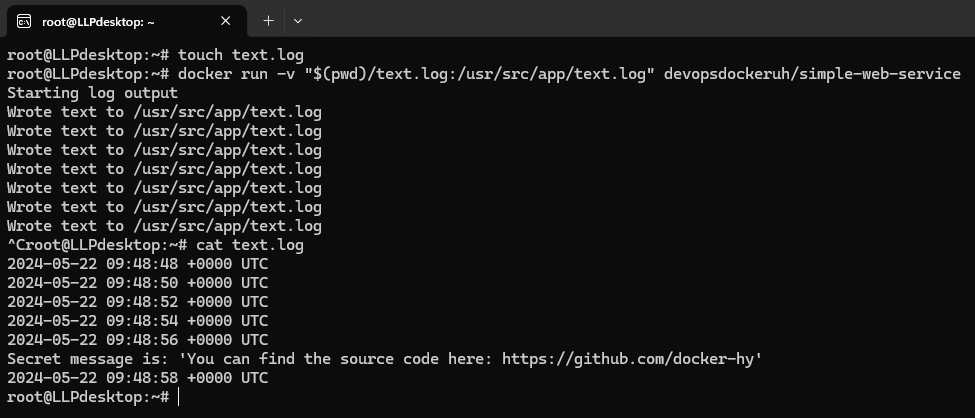 root@LLPdesktop: ~
root@LLPdesktop:~# touch text.log
root@LLPdesktop:~# docker run -v "$(pwd)/text.log:/usr/src/app/text.log" devopsdockeruh/simple-web-service
Starting log output
Wrote text to /usr/src/app/text.log
Wrote text to /usr/src/app/text.log
Wrote text to /usr/src/app/text.log
Wrote text to /usr/src/app/text.log
Wrote text to /usr/src/app/text.log
Wrote text to /usr/src/app/text.log
Wrote text to /usr/src/app/text.log
^Croot@LLPdesktop:~# cat text.log
2024-05-22 09:48:48 +0000 UTC
2024-05-22 09:48:50 +0000 UTC
2024-05-22 09:48:52 +0000 UTC
2024-05-22 09:48:54 +0000 UTC
2024-05-22 09:48:56 +0000 UTC
Secret message is: 'You can find the source code here: https://github.com/docker-hy'
2024-05-22 09:48:58 +0000 UTC
root@LLPdesktop:~#